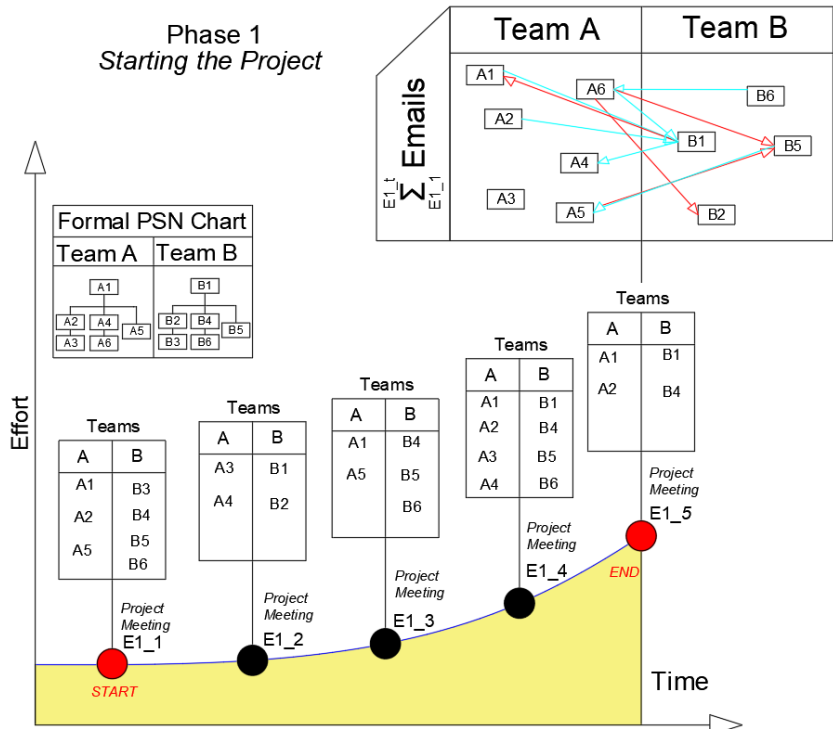 Phase 1
Starting the Project
Team A
Team B
E1_t
∑ Emails
E1_1
A1
A6
B6
A2
B1
B5
A4
A3
A5
B2
Formal PSN Chart
Team A
Team B
A1
B1
A2
A4
A5
B2
B4
B5
A3
A6
B3
B6
Effort
Teams
A
B
A1
B3
A2
B4
A5
B5
B6
Project
Meeting
E1_1
START
Teams
A
B
A3
B1
A4
B2
Project
Meeting
E1_2
Teams
A
B
A1
B4
A5
B5
B6
Project
Meeting
E1_3
Teams
A
B
A1
B1
A2
B4
A3
B5
A4
B6
Project
Meeting
E1_4
Teams
A
B
A1
B1
A2
B4
Project
Meeting
E1_5
END
Time